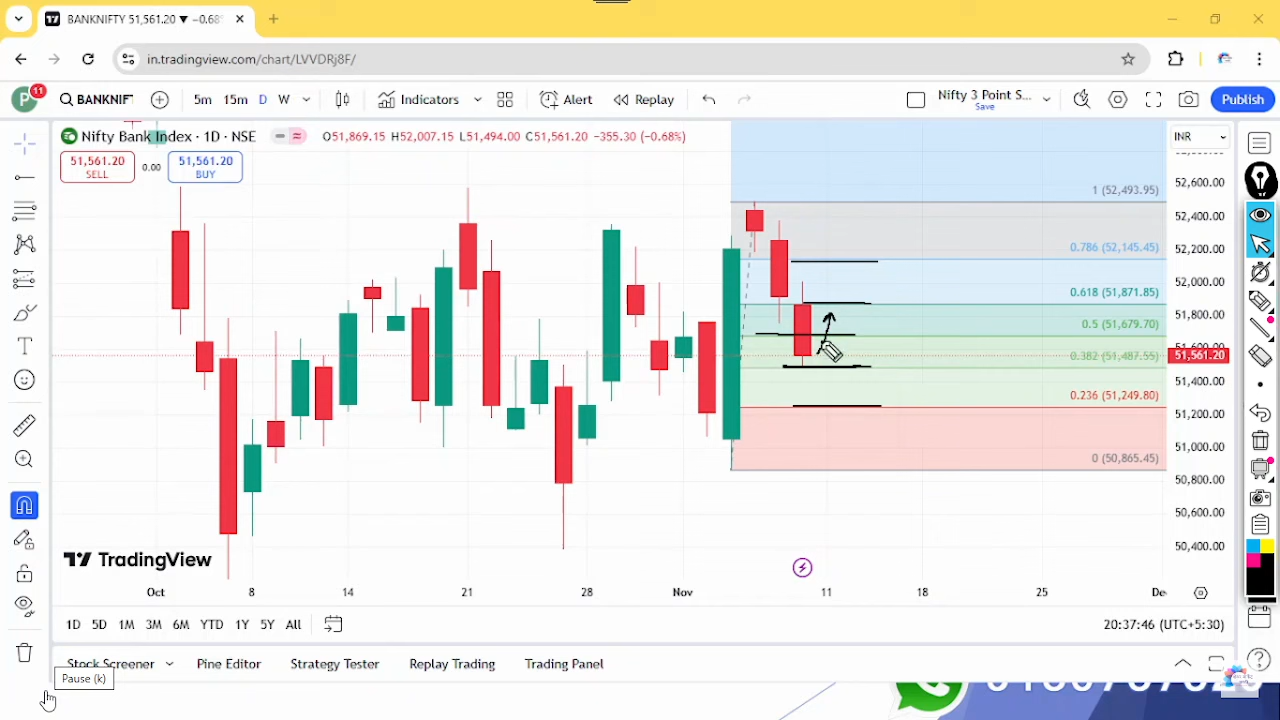 BANKNIFTY 51,561.20 ▼ −0.68%
in.tradingview.com/chart/LVVDRj8F/
P 11 BANKNIFT 5m 15m D W Indicators Alert Replay Nifty 3 Point S... Save Publish
Nifty Bank Index · 1D · NSE O51,869.15 H52,007.15 L51,494.00 C51,561.20 −355.30 (−0.68%) INR
51,561.20 SELL 0.00 51,561.20 BUY
52,600.00
1 (52,493.95)
52,400.00
0.786 (52,145.45) 52,200.00
52,000.00
0.618 (51,871.85)
51,800.00
0.5 (51,679.70)
0.382 (51,487.55) 51,561.20
51,400.00
0.236 (51,249.80)
51,200.00
51,000.00
0 (50,865.45)
50,800.00
50,600.00
TradingView 50,400.00
Oct 8 14 21 28 Nov 11 18 25
1D 5D 1M 3M 6M YTD 1Y 5Y All 20:37:46 (UTC+5:30)
Stock Screener Pine Editor Strategy Tester Replay Trading Trading Panel
Pause (k)